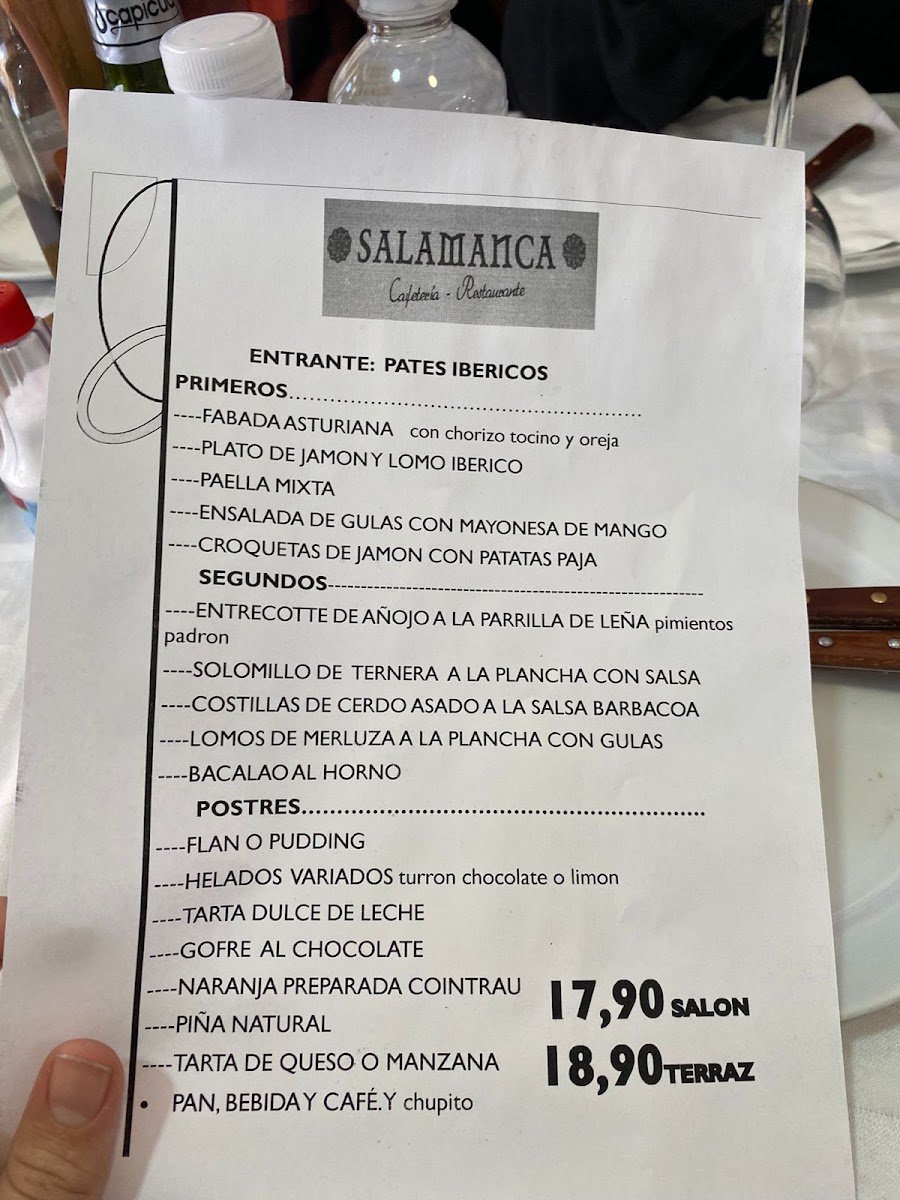 capicua
SALAMANCA
Cafetería - Restaurante
ENTRANTE: PATES IBERICOS
PRIMEROS.................................................
----FABADA ASTURIANA con chorizo tocino y oreja
----PLATO DE JAMON Y LOMO IBERICO
----PAELLA MIXTA
----ENSALADA DE GULAS CON MAYONESA DE MANGO
----CROQUETAS DE JAMON CON PATATAS PAJA
SEGUNDOS----------------------------------------------------------
----ENTRECOTTE DE AÑOJO A LA PARRILLA DE LEÑA pimientos
padron
----SOLOMILLO DE TERNERA A LA PLANCHA CON SALSA
----COSTILLAS DE CERDO ASADO A LA SALSA BARBACOA
----LOMOS DE MERLUZA A LA PLANCHA CON GULAS
----BACALAO AL HORNO
POSTRES..........................................................
----FLAN O PUDDING
----HELADOS VARIADOS turron chocolate o limon
----TARTA DULCE DE LECHE
----GOFRE AL CHOCOLATE
----NARANJA PREPARADA COINTRAU
----PIÑA NATURAL
----TARTA DE QUESO O MANZANA
• PAN, BEBIDA Y CAFÉ.Y chupito
17,90 SALON
18,90TERRAZ